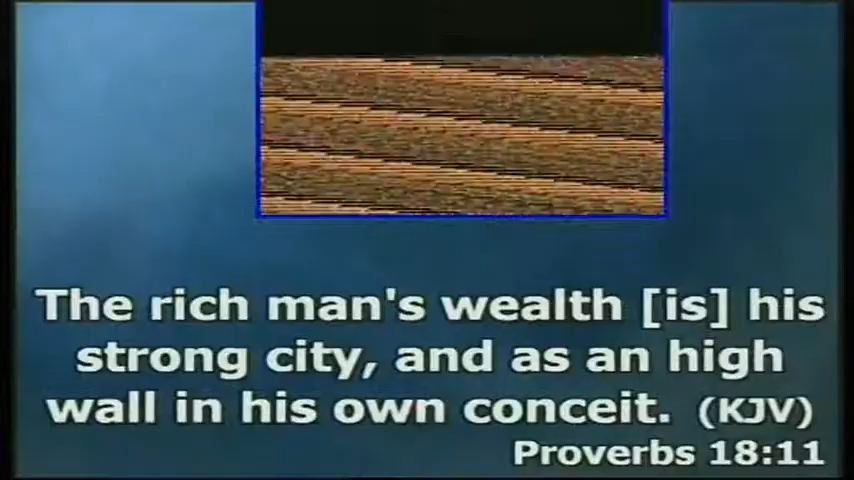 The rich man's wealth [is] his
strong city, and as an high
wall in his own conceit. (KJV)
Proverbs 18:11